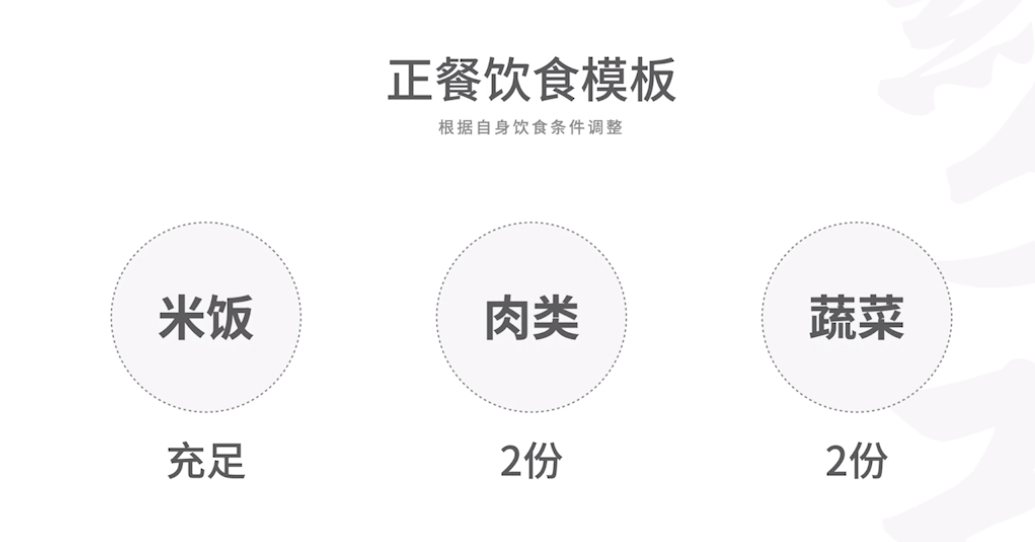 正餐饮食模板
根据自身饮食条件调整
米饭
肉类
蔬菜
充足
2份
2份